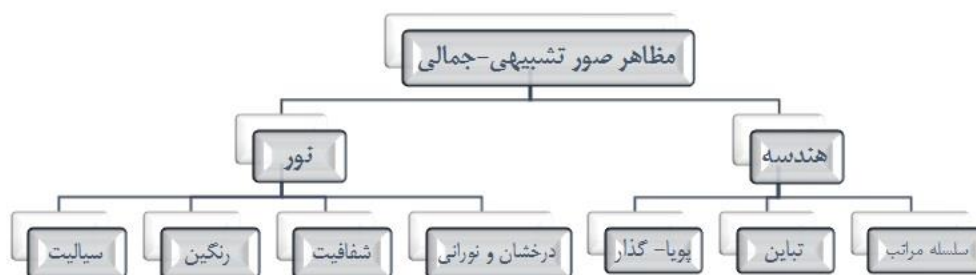 مظاهر صور تشبیهی-جمالی
هندسه
نور
سلسله مراتب
تباین
پویا- گذار
درخشان و نورانی
شفافیت
رنگین
سیالیت